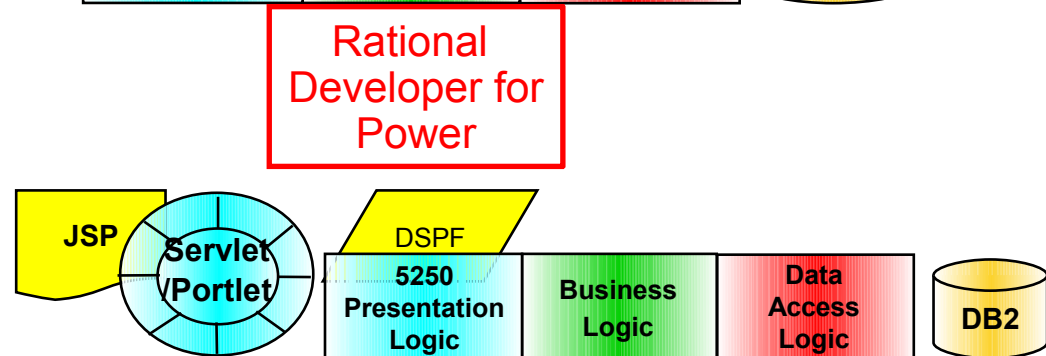 Rational
Developer for
Power
JSP
Servlet
/Portlet
DSPF
5250
Presentation
Logic
Business
Logic
Data
Access
Logic
DB2